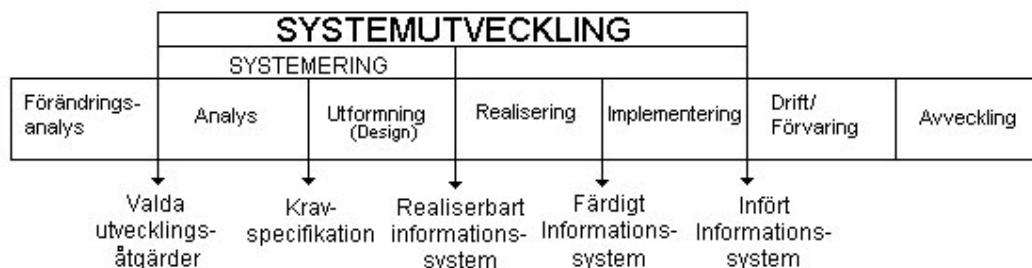 SYSTEMUTVECKLING
SYSTEMERING
Förändrings-
analys
Analys
Utformning
(Design)
Realisering
Implementering
Drift/
Förvaring
Avveckling
Valda
utvecklings-
åtgärder
Krav-
specifikation
Realiserbart
informations-
system
Färdigt
Informations-
system
Infört
Informations-
system